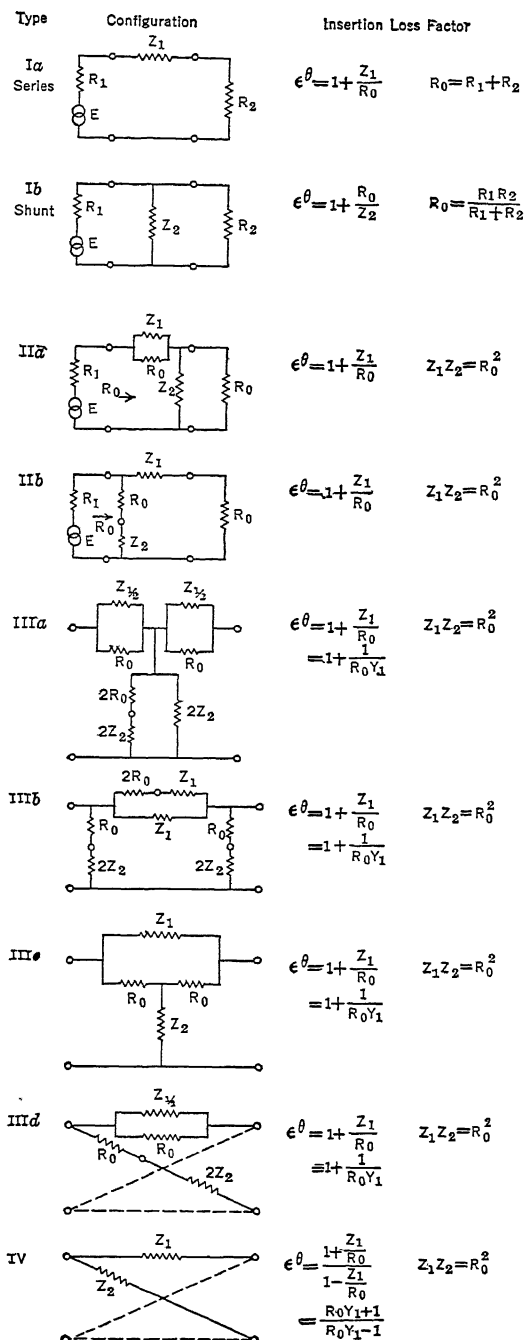 Type Configuration Insertion Loss Factor
Ia Series Z₁ R₁ E R₂ ϵ^θ=1+Z₁/R₀ R₀=R₁+R₂
Ib Shunt R₁ E Z₂ R₂ ϵ^θ=1+R₀/Z₂ R₀=R₁R₂/(R₁+R₂)
IIa Z₁ R₀ R₁ R₀ → E Z₂ R₀ ϵ^θ=1+Z₁/R₀ Z₁Z₂=R₀²
IIb Z₁ R₁ → R₀ E R₀ Z₂ R₀ ϵ^θ=1+Z₁/R₀ Z₁Z₂=R₀²
IIIa Z½ Z½ R₀ R₀ 2R₀ 2Z₂ 2Z₂ ϵ^θ=1+Z₁/R₀ Z₁Z₂=R₀²
=1+1/(R₀Y₁)
IIIb 2R₀ Z₁ R₀ Z₁ R₀ 2Z₂ 2Z₂ ϵ^θ=1+Z₁/R₀ Z₁Z₂=R₀²
=1+1/(R₀Y₁)
IIIc Z₁ R₀ R₀ Z₂ ϵ^θ=1+Z₁/R₀ Z₁Z₂=R₀²
=1+1/(R₀Y₁)
IIId Z½ R₀ R₀ 2Z₂ ϵ^θ=1+Z₁/R₀ Z₁Z₂=R₀²
=1+1/(R₀Y₁)
IV Z₁ Z₂ ϵ^θ=(1+Z₁/R₀)/(1-Z₁/R₀) Z₁Z₂=R₀²
=(R₀Y₁+1)/(R₀Y₁-1)